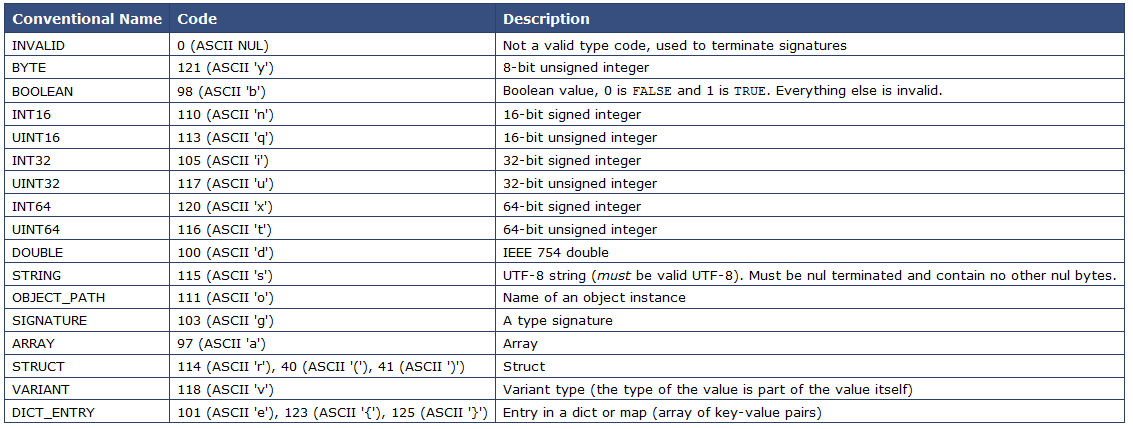 Conventional Name Code Description
INVALID 0 (ASCII NUL) Not a valid type code, used to terminate signatures
BYTE 121 (ASCII 'y') 8-bit unsigned integer
BOOLEAN 98 (ASCII 'b') Boolean value, 0 is FALSE and 1 is TRUE. Everything else is invalid.
INT16 110 (ASCII 'n') 16-bit signed integer
UINT16 113 (ASCII 'q') 16-bit unsigned integer
INT32 105 (ASCII 'i') 32-bit signed integer
UINT32 117 (ASCII 'u') 32-bit unsigned integer
INT64 120 (ASCII 'x') 64-bit signed integer
UINT64 116 (ASCII 't') 64-bit unsigned integer
DOUBLE 100 (ASCII 'd') IEEE 754 double
STRING 115 (ASCII 's') UTF-8 string (must be valid UTF-8). Must be nul terminated and contain no other nul bytes.
OBJECT_PATH 111 (ASCII 'o') Name of an object instance
SIGNATURE 103 (ASCII 'g') A type signature
ARRAY 97 (ASCII 'a') Array
STRUCT 114 (ASCII 'r'), 40 (ASCII '('), 41 (ASCII ')') Struct
VARIANT 118 (ASCII 'v') Variant type (the type of the value is part of the value itself)
DICT_ENTRY 101 (ASCII 'e'), 123 (ASCII '{'), 125 (ASCII '}') Entry in a dict or map (array of key-value pairs)